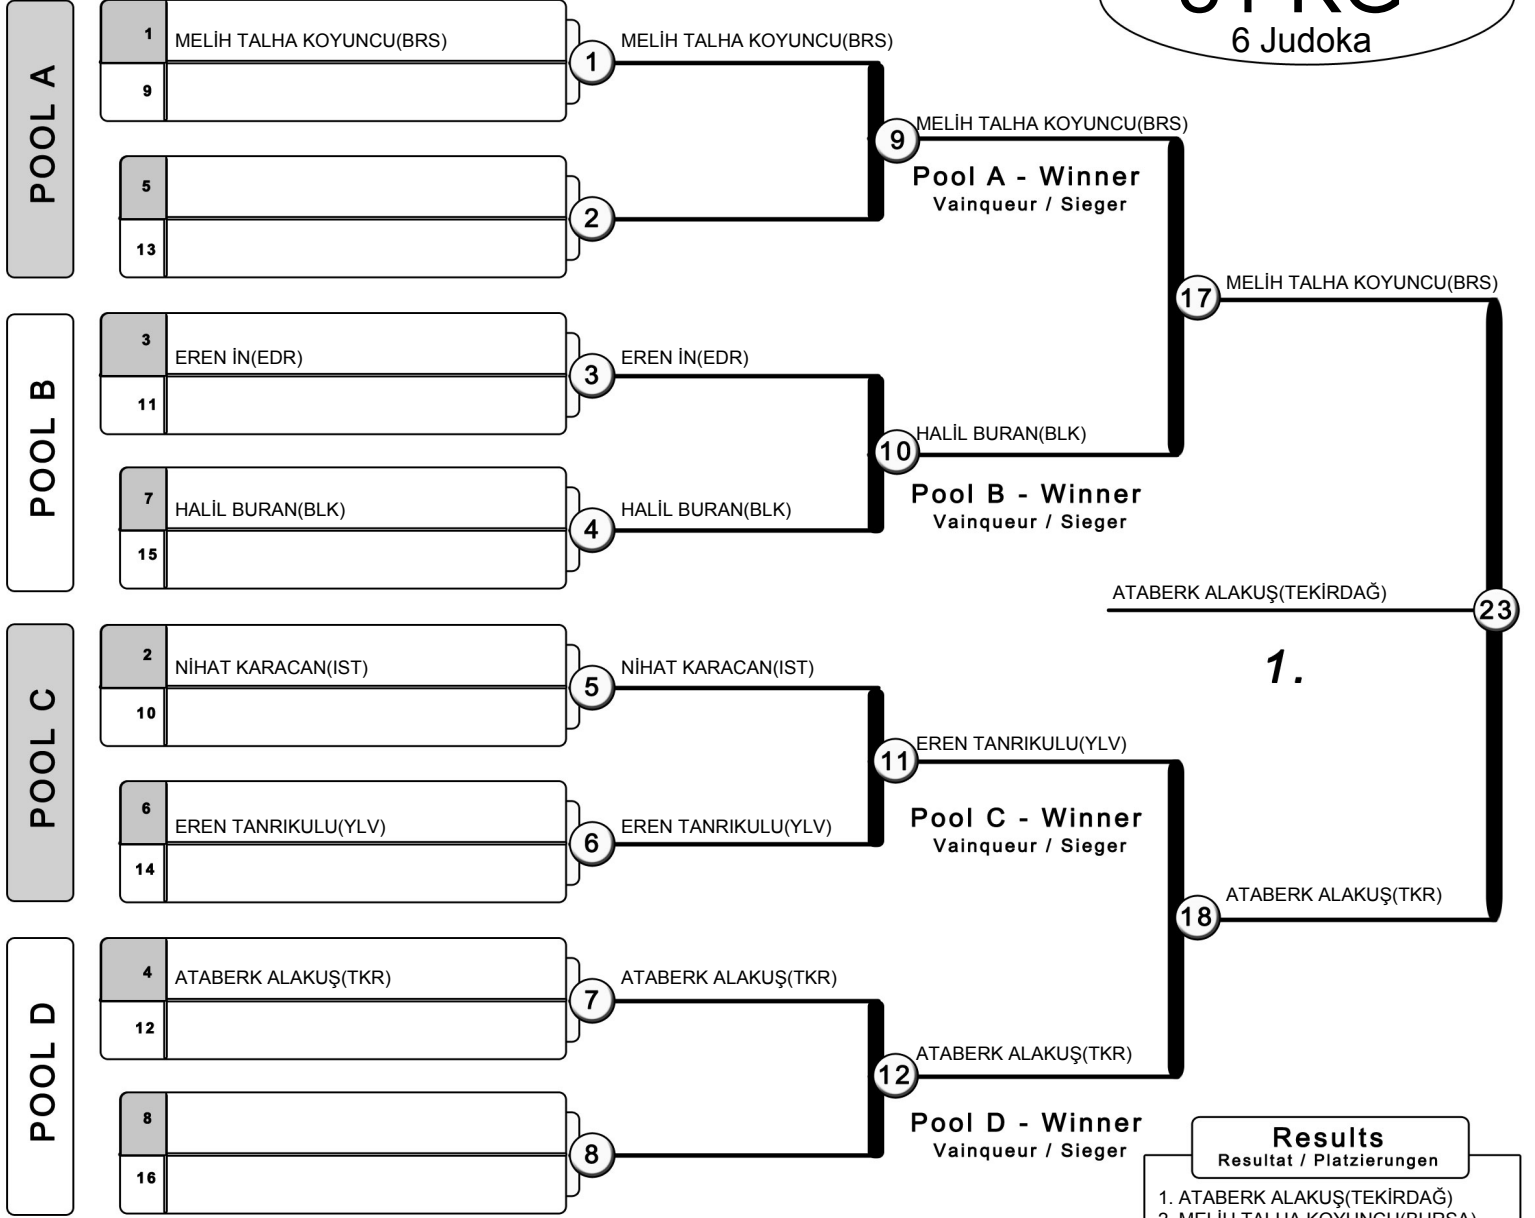 6 Judoka
POOL A
1 MELİH TALHA KOYUNCU(BRS)
9
1
MELİH TALHA KOYUNCU(BRS)
5
13
2
9
MELİH TALHA KOYUNCU(BRS)
Pool A - Winner
Vainqueur / Sieger
POOL B
3 EREN İN(EDR)
11
3
EREN İN(EDR)
7 HALİL BURAN(BLK)
15
4
HALİL BURAN(BLK)
10
HALİL BURAN(BLK)
Pool B - Winner
Vainqueur / Sieger
17
MELİH TALHA KOYUNCU(BRS)
ATABERK ALAKUŞ(TEKİRDAĞ)
23
1.
POOL C
2 NİHAT KARACAN(IST)
10
5
NİHAT KARACAN(IST)
6 EREN TANRIKULU(YLV)
14
6
EREN TANRIKULU(YLV)
11
EREN TANRIKULU(YLV)
Pool C - Winner
Vainqueur / Sieger
18
ATABERK ALAKUŞ(TKR)
POOL D
4 ATABERK ALAKUŞ(TKR)
12
7
ATABERK ALAKUŞ(TKR)
8
16
8
12
ATABERK ALAKUŞ(TKR)
Pool D - Winner
Vainqueur / Sieger
Results
Resultat / Platzierungen
1. ATABERK ALAKUŞ(TEKİRDAĞ)
2. MELİH TALHA KOYUNCU(BURSA)